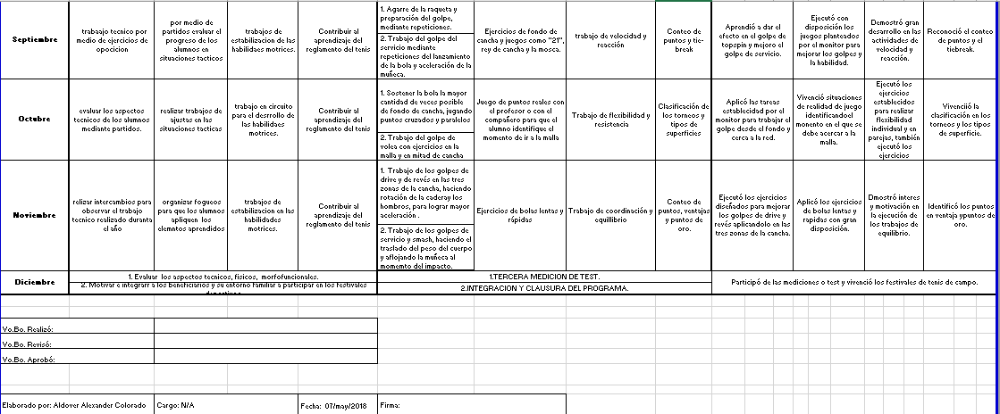 Septiembre
trabaajo tecnico por
medio de ejercicios de
oposicion
por medio de
partidos evaluar el
progreso de los
alumnos en
situaciones tacticos
trabajos de
estabilizacion de las
habilidaes motrices.
Contribuir al
aprendizaje del
reglamento del tenis
1. Agarre de la raqueta y
preparación del golpe,
mediante repeticiones.
2. Trabajo del golpe del
servicio mediante
repeticiones del lanzamiento
de la bola y aceleración de la
muñeca.
Ejercicios de fondo de
cancha y juegos como "21",
rey de cancha y la mosca.
trabajo de velocidad y
reacción
Conteo de
puntos y tie-
break
Aprendió a dar el
efecto en el golpe de
topspin y mejoro el
golpe de servicio.
Ejecutó con
disposición los
juegos planteados
por el monitor para
mejorar los golpes y
la habilidad.
Demostró gran
desarrollo en las
actividades de
velocidad y
reacción.
Reconoció el conteo
de puntos y el
tiebreak.
Octubre
evaluar los aspectos
tecnicos de los alumnos
mediante partidos.
realizar trabajos de
ajustas en las
situaciones tacticas
trabajo en circuito
para el desrrollo de
las habilidaes
motrices.
Contribuir al
aprendizaje del
reglamento del tenis
1. Sostener la bola la mayor
cantidad de veces posible
de fondo de cancha, jugando
puntos cruzados y paralelos
2. Trabajo del golpe de
volea con ejercicios en la
malla y en mitad de cancha
Juego de puntos reales con
el profesor o con el
compañero para que el
alumno identifique el
momento de ir a la malla
Trabajo de flexibilidad y
resistencia
Clasificación de
los torneos y
tipos de
superficies
Aplicó las tareas
establecidad por el
monitor para trabajar el
golpe desde el fondo y
cerca a la red.
Vivenció situaciones
de realidad de juego
identificandoel
momento en el que se
debe acercar a la
malla.
Ejecutó los
ejercicios
establecidos
para realizar
flexibilidad
individual y en
parejas, también
ejecutó los
ejercicios
Vivenciió la
clasificación en los
torneos y los tipos
de superficie.
Noviembre
relizar intercambios para
observar el trabajo
tecnico realizado duranta
el año
organizar fogueos
para que los alumnos
apliquen los
elemntos aprendidos
trabajos de
estabilizacion en las
habilidades
motrices.
Contribuir al
aprendizaje del
reglamento del tenis
1. Trabajo de los golpes de
drive y de revés en las tres
zonas de la cancha, haciendo
rotación de la caderay los
hombros, para lograr mayor
aceleración .
2. Trabajo de los golpes de
servicio y smash, haciendo el
traslado del peso del cuerpo
y aflojando la muñeca al
momento del impacto.
Ejercicios de bolas lentas y
rápidas
Trabajo de coordinación y
equillibrio
Conteo de
puntos, ventajas
y puntos de
oro.
Ejecutó los ejercicios
diseñados para mejorar
los golpes de drive y
revés aplicandolo en las
tres zonas de la cancha.
Aplicó los ejercicios
de bolas lentas y
rapidas con gran
disposición.
Dmostró interes
y motivación en
la ejecución de
los trabajos de
equilibrio.
Identificó los puntos
en ventaja ypuntos de
oro.
Diciembre
1. Evaluar los aspectos tecnicos, fisicos, morfofuncionales.
2. Motivar e integrarr a los beneficiarios y su entorno familiar a participar en los festivales
deportivos
1.TERCERA MEDICION DE TEST.
2.INTEGRACION Y CLAUSURA DEL PROGRAMA.
Participó de las mediciones o test y vivenció los festivales de tenis de campo.
Vo.Bo. Realizó:
Vo.Bo. Revisó:
Vo.Bo. Aprobó:
Elaborado por: Aldover Alexander Colorado
Cargo: N/A
Fecha: 07/may/2018
Firma: